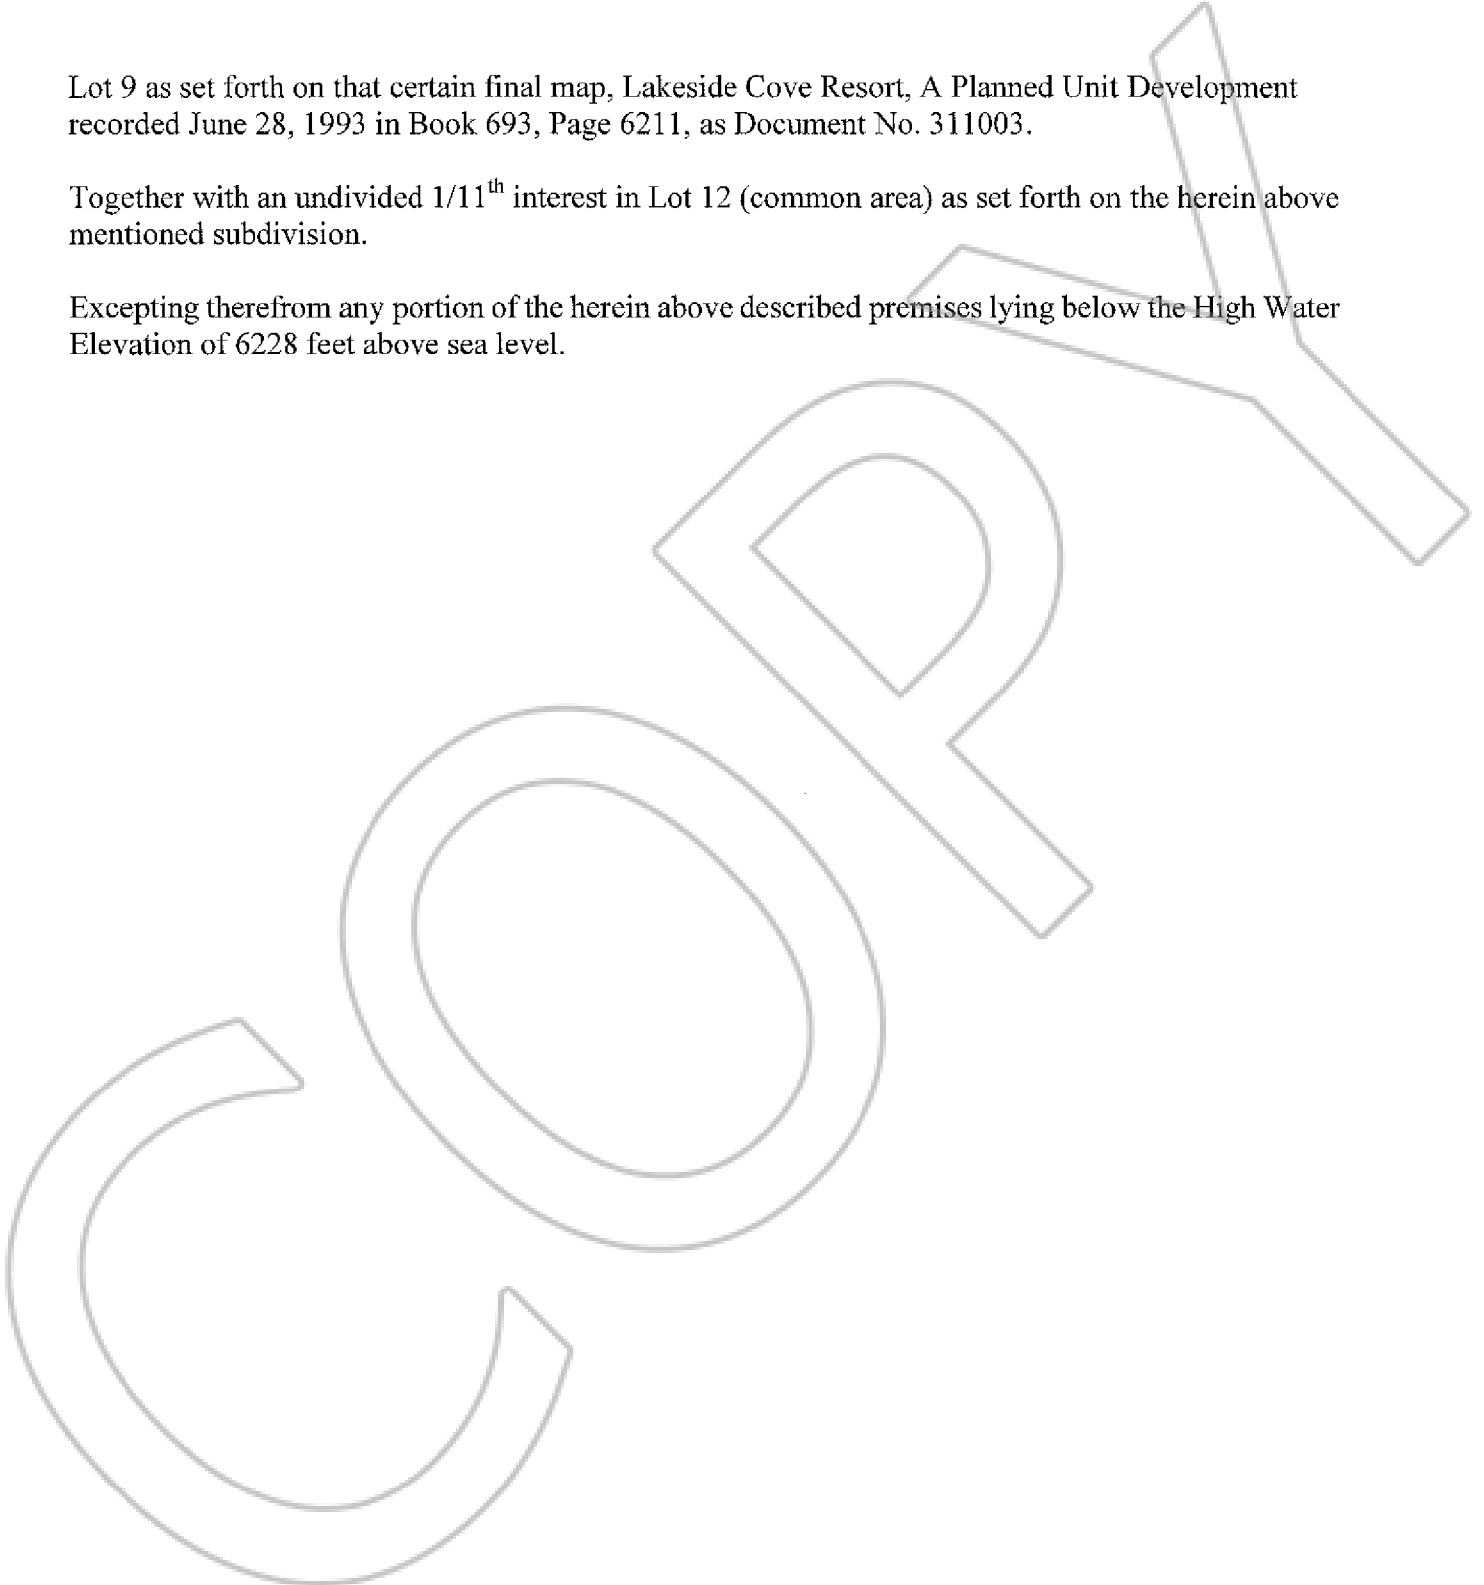 Lot 9 as set forth on that certain final map, Lakeside Cove Resort, A Planned Unit Development
recorded June 28, 1993 in Book 693, Page 6211, as Document No. 311003.
Together with an undivided 1/11th interest in Lot 12 (common area) as set forth on the herein above
mentioned subdivision.
Excepting therefrom any portion of the herein above described premises lying below the High Water
Elevation of 6228 feet above sea level.
COPY